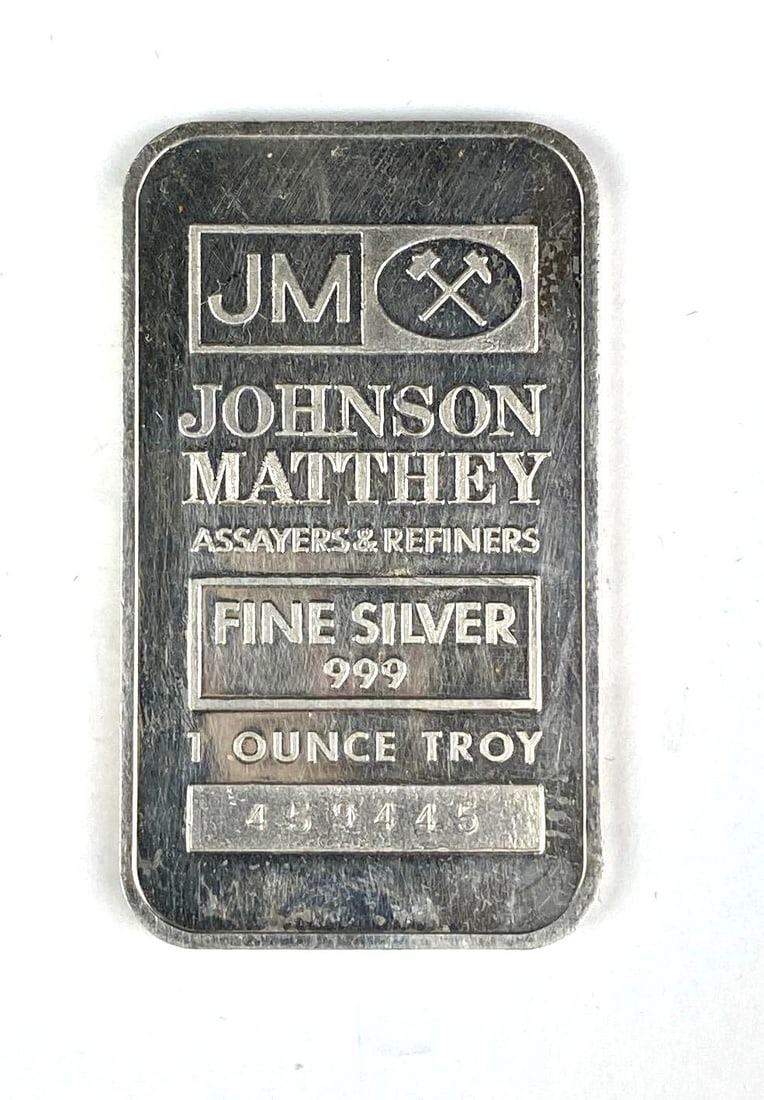 JM
JOHNSON
MATTHEY
ASSAYERS & REFINERS
FINE SILVER
999
1 OUNCE TROY
459445